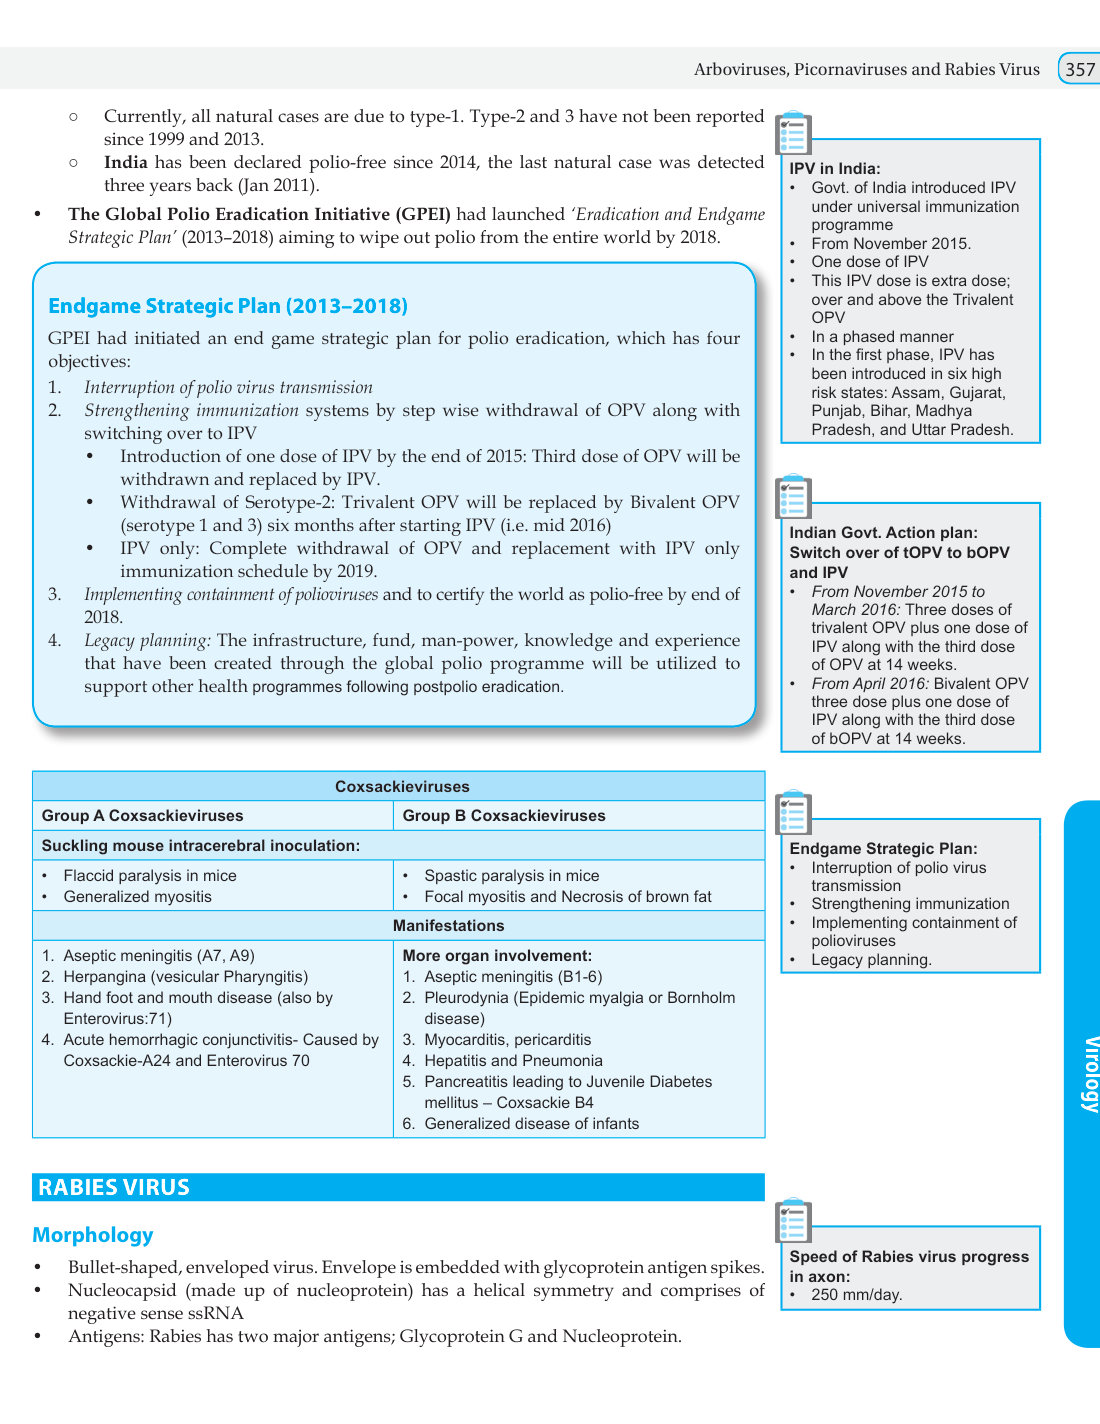 Arboviruses, Picornaviruses and Rabies Virus 357
○ Currently, all natural cases are due to type-1. Type-2 and 3 have not been reported
since 1999 and 2013.
○ India has been declared polio-free since 2014, the last natural case was detected
three years back (Jan 2011).
• The Global Polio Eradication Initiative (GPEI) had launched ‘Eradication and Endgame
Strategic Plan’ (2013–2018) aiming to wipe out polio from the entire world by 2018.
Endgame Strategic Plan (2013–2018)
GPEI had initiated an end game strategic plan for polio eradication, which has four
objectives:
1. Interruption of polio virus transmission
2. Strengthening immunization systems by step wise withdrawal of OPV along with
switching over to IPV
• Introduction of one dose of IPV by the end of 2015: Third dose of OPV will be
withdrawn and replaced by IPV.
• Withdrawal of Serotype-2: Trivalent OPV will be replaced by Bivalent OPV
(serotype 1 and 3) six months after starting IPV (i.e. mid 2016)
• IPV only: Complete withdrawal of OPV and replacement with IPV only
immunization schedule by 2019.
3. Implementing containment of polioviruses and to certify the world as polio-free by end of
2018.
4. Legacy planning: The infrastructure, fund, man-power, knowledge and experience
that have been created through the global polio programme will be utilized to
support other health programmes following postpolio eradication.
Coxsackieviruses
Group A Coxsackieviruses
Group B Coxsackieviruses
Suckling mouse intracerebral inoculation:
• Flaccid paralysis in mice
• Generalized myositis
• Spastic paralysis in mice
• Focal myositis and Necrosis of brown fat
Manifestations
1. Aseptic meningitis (A7, A9)
2. Herpangina (vesicular Pharyngitis)
3. Hand foot and mouth disease (also by
Enterovirus:71)
4. Acute hemorrhagic conjunctivitis- Caused by
Coxsackie-A24 and Enterovirus 70
More organ involvement:
1. Aseptic meningitis (B1-6)
2. Pleurodynia (Epidemic myalgia or Bornholm
disease)
3. Myocarditis, pericarditis
4. Hepatitis and Pneumonia
5. Pancreatitis leading to Juvenile Diabetes
mellitus – Coxsackie B4
6. Generalized disease of infants
RABIES VIRUS
Morphology
• Bullet-shaped, enveloped virus. Envelope is embedded with glycoprotein antigen spikes.
• Nucleocapsid (made up of nucleoprotein) has a helical symmetry and comprises of
negative sense ssRNA
• Antigens: Rabies has two major antigens; Glycoprotein G and Nucleoprotein.
IPV in India:
• Govt. of India introduced IPV
under universal immunization
programme
• From November 2015.
• One dose of IPV
• This IPV dose is extra dose;
over and above the Trivalent
OPV
• In a phased manner
• In the first phase, IPV has
been introduced in six high
risk states: Assam, Gujarat,
Punjab, Bihar, Madhya
Pradesh, and Uttar Pradesh.
Indian Govt. Action plan:
Switch over of tOPV to bOPV
and IPV
• From November 2015 to
March 2016: Three doses of
trivalent OPV plus one dose of
IPV along with the third dose
of OPV at 14 weeks.
• From April 2016: Bivalent OPV
three dose plus one dose of
IPV along with the third dose
of bOPV at 14 weeks.
Endgame Strategic Plan:
• Interruption of polio virus
transmission
• Strengthening immunization
• Implementing containment of
polioviruses
• Legacy planning.
Speed of Rabies virus progress
in axon:
• 250 mm/day.
Virology